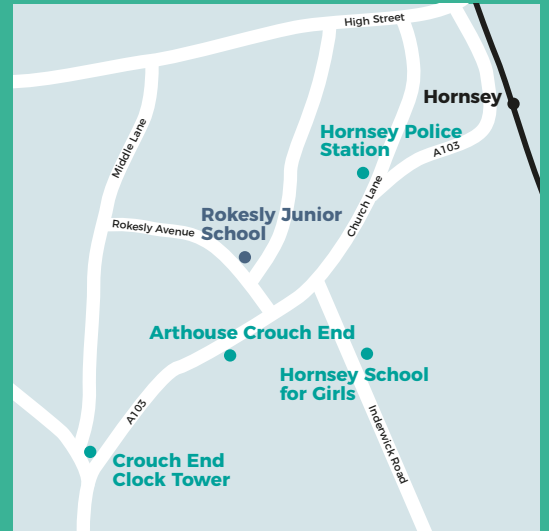 High Street
Hornsey
Hornsey Police
Station
A103
Middle Lane
Church Lane
Rokesly Junior
School
Rokesly Avenue
Arthouse Crouch End
Hornsey School
for Girls
A103
Inderwick Road
Crouch End
Clock Tower